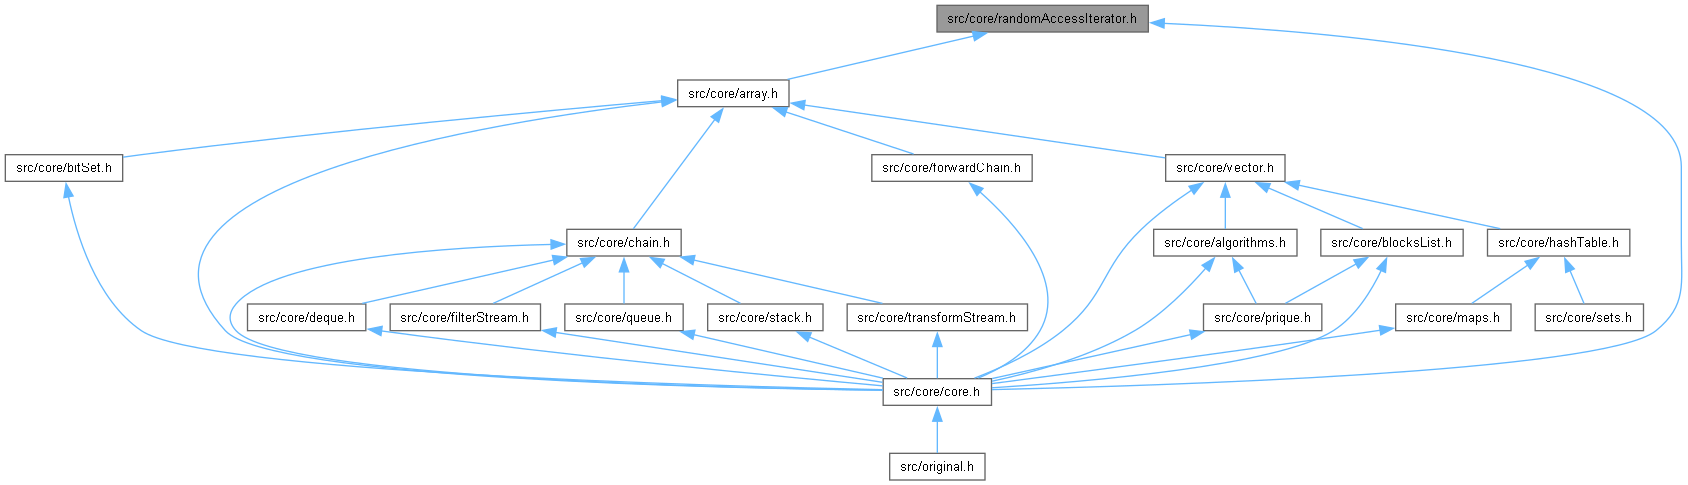 src/core/randomAccessIterator.h
src/core/array.h
src/core/bitSet.h
src/core/forwardChain.h
src/core/vector.h
src/core/chain.h
src/core/algorithms.h
src/core/blocksList.h
src/core/hashTable.h
src/core/deque.h
src/core/filterStream.h
src/core/queue.h
src/core/stack.h
src/core/transformStream.h
src/core/prique.h
src/core/maps.h
src/core/sets.h
src/core/core.h
src/original.h